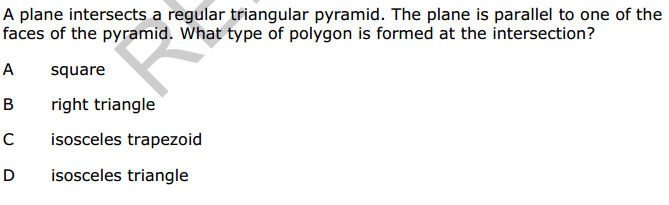 A plane intersects a regular triangular pyramid. The plane is parallel to one of the
faces of the pyramid. What type of polygon is formed at the intersection?
A square
B right triangle
C isosceles trapezoid
D isosceles triangle